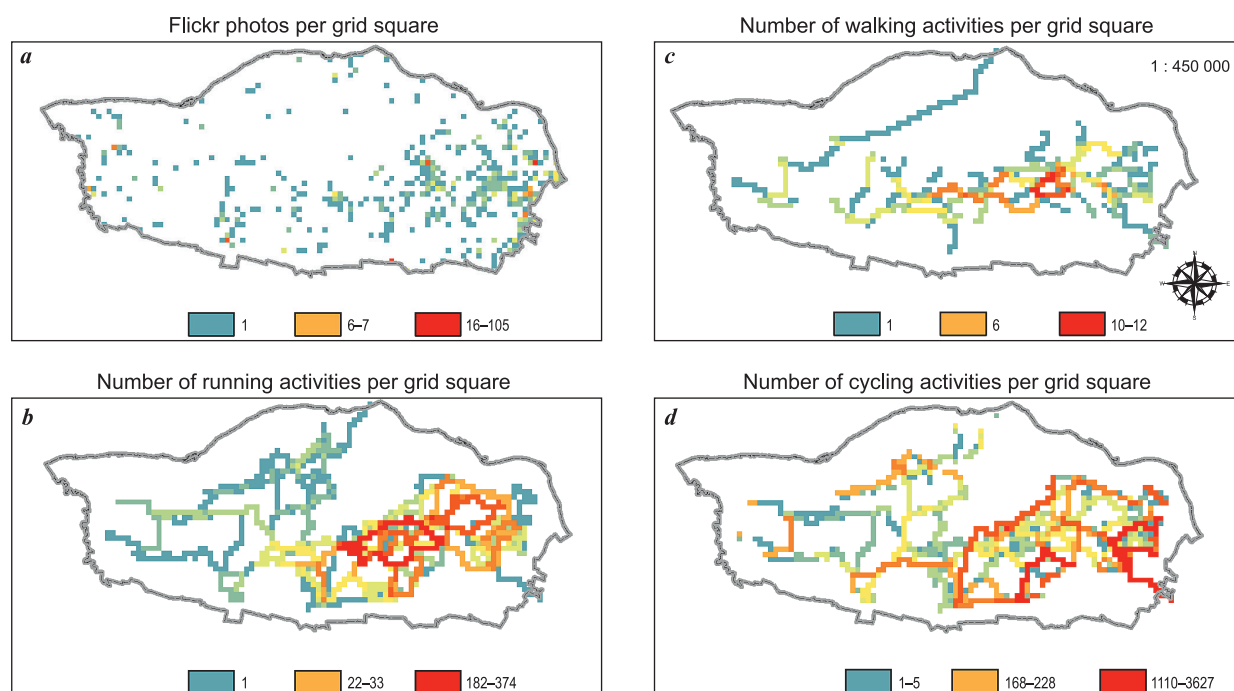 Flickr photos per grid square
a
1
6–7
16–105
Number of walking activities per grid square
c
1 : 450 000
N
W
E
S
1
6
10–12
Number of running activities per grid square
b
1
22–33
182–374
Number of cycling activities per grid square
d
1–5
168–228
1110–3627